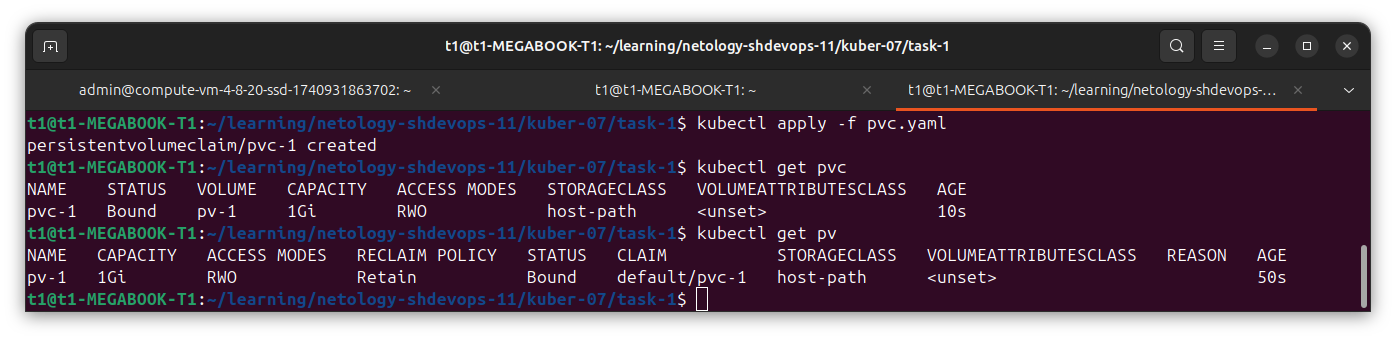 t1@t1-MEGABOOK-T1: ~/learning/netology-shdevops-11/kuber-07/task-1
admin@compute-vm-4-8-20-ssd-1740931863702: ~
t1@t1-MEGABOOK-T1: ~
t1@t1-MEGABOOK-T1: ~/learning/netology-shdevops-…
t1@t1-MEGABOOK-T1:~/learning/netology-shdevops-11/kuber-07/task-1$ kubectl apply -f pvc.yaml
persistentvolumeclaim/pvc-1 created
t1@t1-MEGABOOK-T1:~/learning/netology-shdevops-11/kuber-07/task-1$ kubectl get pvc
NAME    STATUS   VOLUME   CAPACITY   ACCESS MODES   STORAGECLASS   VOLUMEATTRIBUTESCLASS   AGE
pvc-1   Bound    pv-1     1Gi        RWO            host-path      <unset>                 10s
t1@t1-MEGABOOK-T1:~/learning/netology-shdevops-11/kuber-07/task-1$ kubectl get pv
NAME   CAPACITY   ACCESS MODES   RECLAIM POLICY   STATUS   CLAIM           STORAGECLASS   VOLUMEATTRIBUTESCLASS   REASON   AGE
pv-1   1Gi        RWO            Retain           Bound    default/pvc-1   host-path      <unset>                          50s
t1@t1-MEGABOOK-T1:~/learning/netology-shdevops-11/kuber-07/task-1$